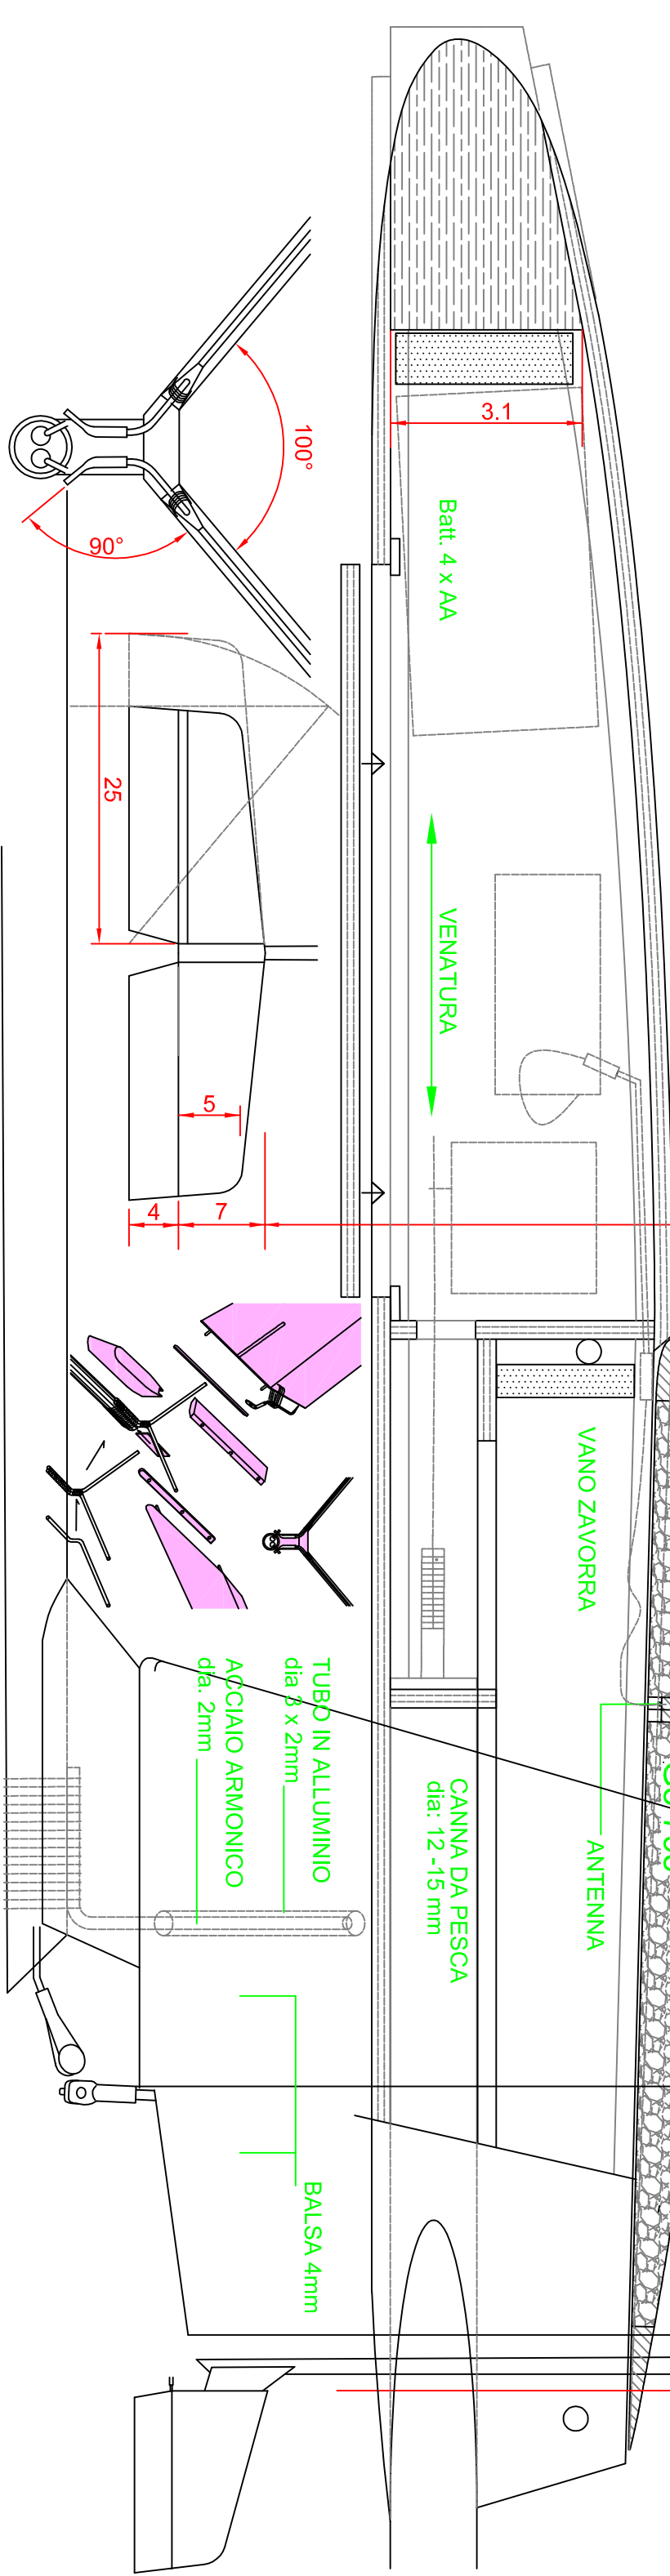 100°
90°
3.1
Batt. 4 x AA
25
VENATURA
5
4
7
VANO ZAVORRA
TUBO IN ALLUMINIO
dia 3 x 2mm
ACCIAIO ARMONICO
dia. 2mm
CANNA DA PESCA
dia: 12 -15 mm
ANTENNA
BALSA 4mm